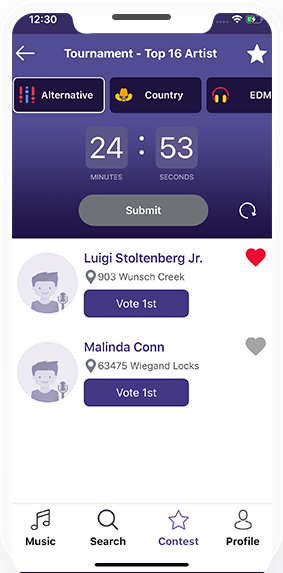 12:30
Tournament - Top 16 Artist
Alternative
Country
EDM
24 : 53
MINUTES SECONDS
Submit
Luigi Stoltenberg Jr.
903 Wunsch Creek
Vote 1st
Malinda Conn
63475 Wiegand Locks
Vote 1st
Music Search Contest Profile